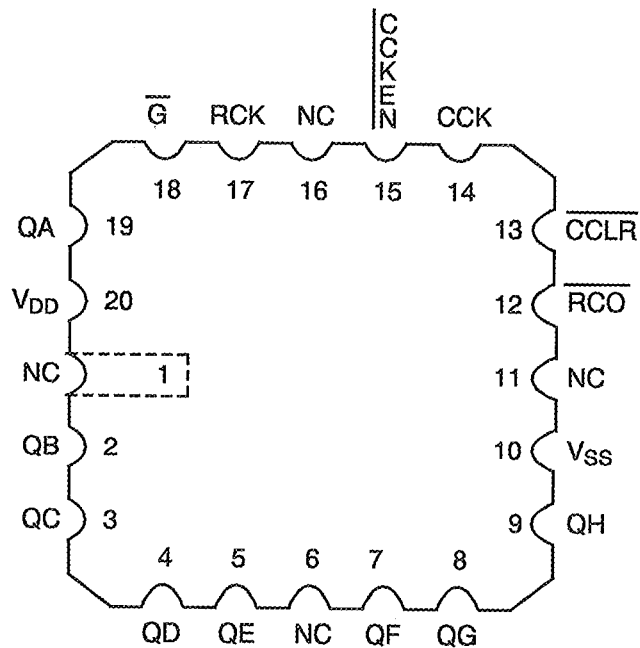 CCKEN
G RCK NC CCK
18 17 16 15 14
QA 19 13 CCLR
VDD 20 12 RCO
NC 1 11 NC
QB 2 10 VSS
QC 3 9 QH
4 5 6 7 8
QD QE NC QF QG